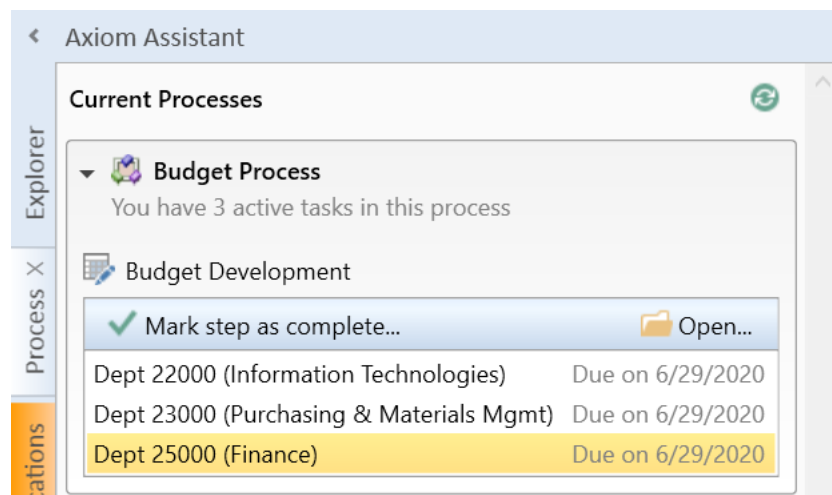 Axiom Assistant
Current Processes
Explorer
Budget Process
You have 3 active tasks in this process
Process X
Budget Development
Mark step as complete... Open...
Dept 22000 (Information Technologies) Due on 6/29/2020
Dept 23000 (Purchasing & Materials Mgmt) Due on 6/29/2020
Dept 25000 (Finance) Due on 6/29/2020